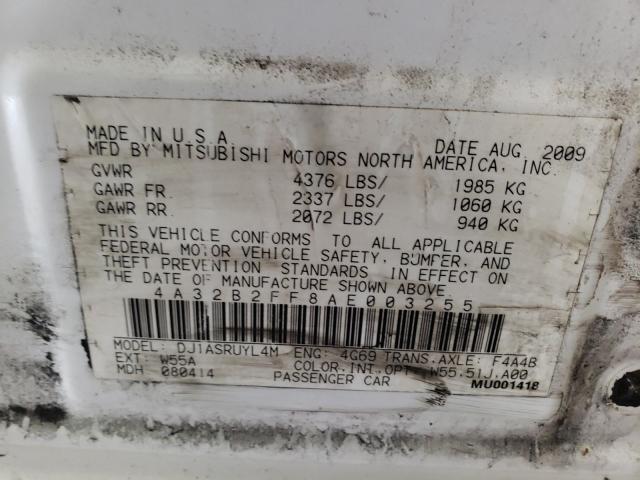 MADE IN U.S.A
DATE AUG. 2009
MFD BY MITSUBISHI MOTORS NORTH AMERICA, INC.
GVWR 4376 LBS/ 1985 KG
GAWR FR. 2337 LBS/ 1060 KG
GAWR RR. 2072 LBS/ 940 KG
THIS VEHICLE CONFORMS TO ALL APPLICABLE
FEDERAL MOTOR VEHICLE SAFETY, BUMPER, AND
THEFT PREVENTION STANDARDS IN EFFECT ON
THE DATE OF MANUFACTURE SHOWN ABOVE.
4A32B2FF8AE003255
MODEL: DJ1ASRUYL4M ENG: 4G69 TRANS.AXLE: F4A4B
EXT: W55A COLOR.INT.OPT: W55.51J.A00
MDH 080414 PASSENGER CAR MU001418